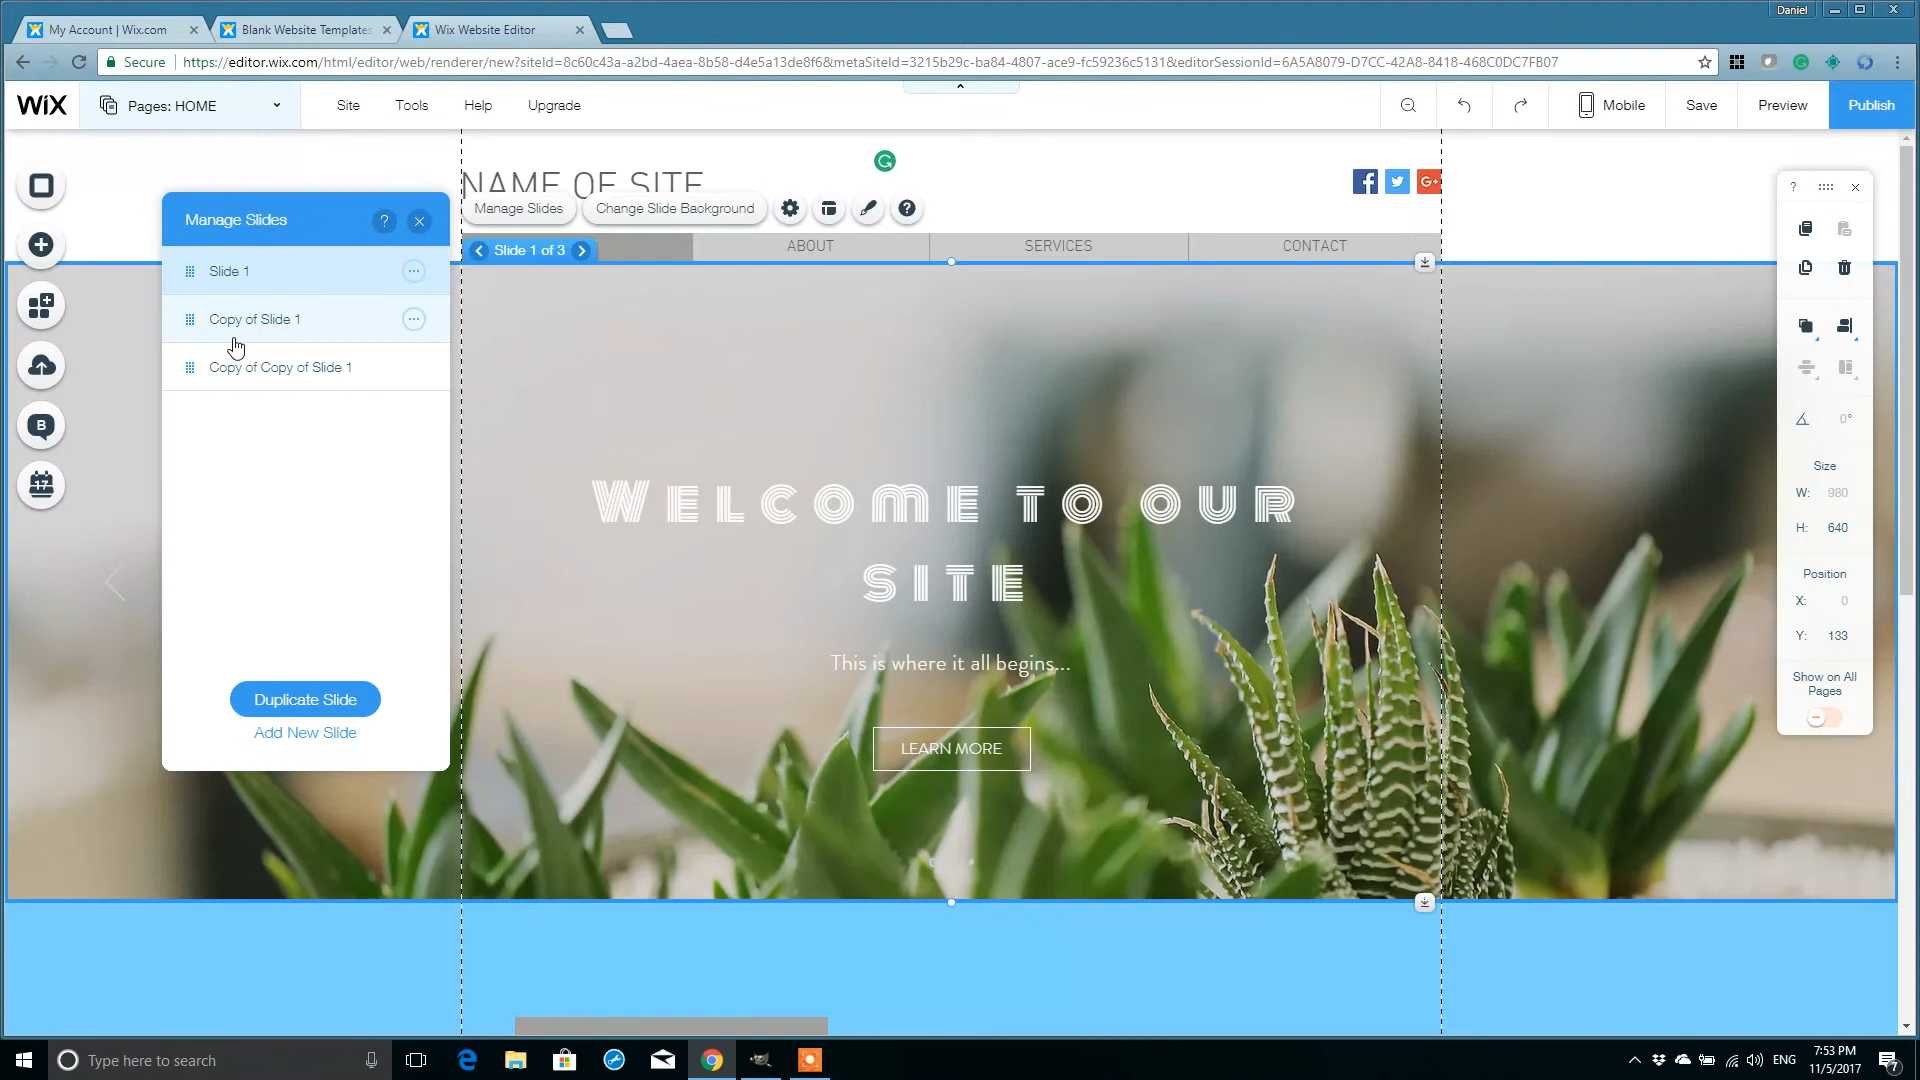 Daniel
My Account | Wix.com
Blank Website Templates
Wix Website Editor
Secure
https://editor.wix.com/html/editor/web/renderer/new?siteId=8c60c43a-a2bd-4aea-8b58-d4e5a13de8f6&metaSiteId=3215b29c-ba84-4807-ace9-fc59236c5131&editorSessionId=6A5A8079-D7CC-42A8-8418-468C0DC7FB07
WiX
Pages: HOME
Site
Tools
Help
Upgrade
Mobile
Save
Preview
Publish
NAME OF SITE
Manage Slides
Change Slide Background
Slide 1 of 3
ABOUT
SERVICES
CONTACT
Manage Slides
Slide 1
Copy of Slide 1
Copy of Copy of Slide 1
Duplicate Slide
Add New Slide
WELCOME TO OUR
SITE
This is where it all begins...
LEARN MORE
0°
Size
W: 980
H: 640
Position
X: 0
Y: 133
Show on All
Pages
B
17
Type here to search
ENG
7:53 PM
11/5/2017
7